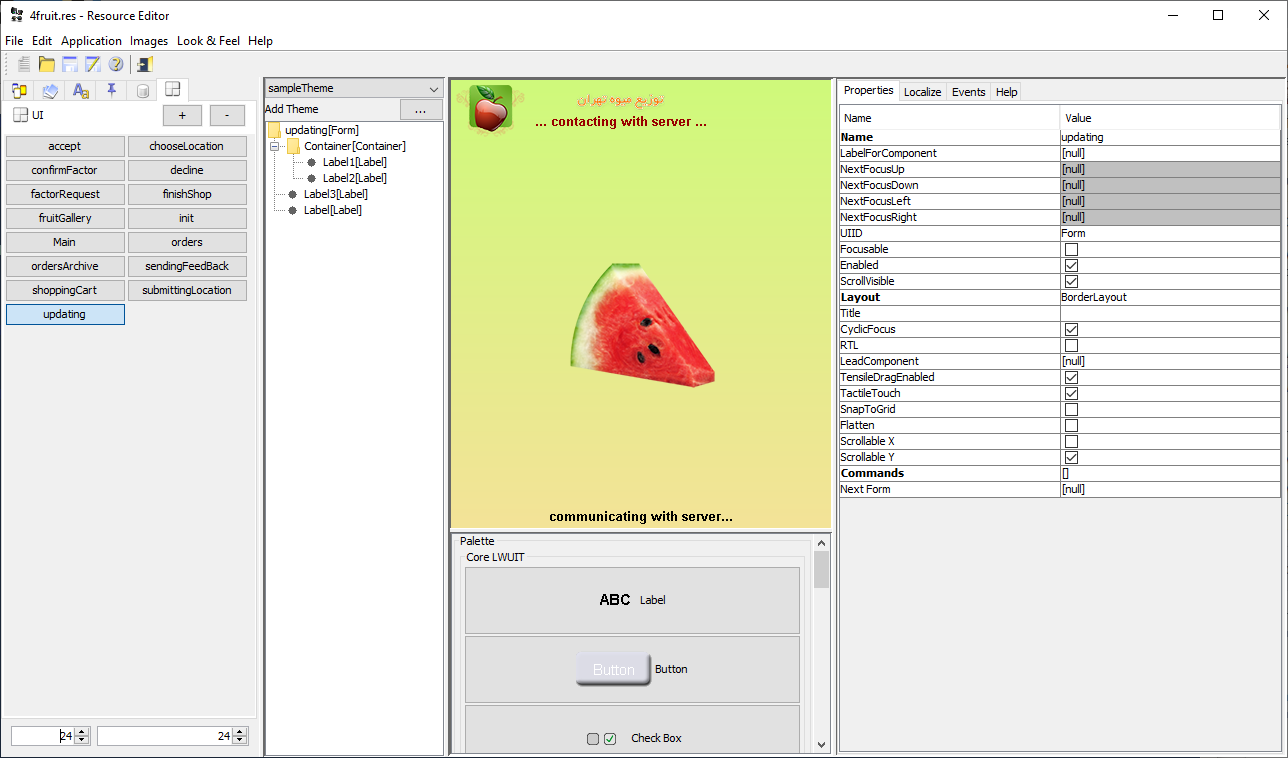 4fruit.res - Resource Editor
File Edit Application Images Look & Feel Help
UI
+ -
accept chooseLocation
confirmFactor decline
factorRequest finishShop
fruitGallery init
Main orders
ordersArchive sendingFeedBack
shoppingCart submittingLocation
updating
24 24
sampleTheme
Add Theme ...
updating[Form]
Container[Container]
Label1[Label]
Label2[Label]
Label3[Label]
Label[Label]
توزیع میوه تهران
... contacting with server ...
communicating with server...
Palette
Core LWUIT
ABC Label
Button Button
Check Box
Properties Localize Events Help
Name Value
Name updating
LabelForComponent [null]
NextFocusUp [null]
NextFocusDown [null]
NextFocusLeft [null]
NextFocusRight [null]
UIID Form
Focusable
Enabled
ScrollVisible
Layout BorderLayout
Title
CyclicFocus
RTL
LeadComponent [null]
TensileDragEnabled
TactileTouch
SnapToGrid
Flatten
Scrollable X
Scrollable Y
Commands []
Next Form [null]